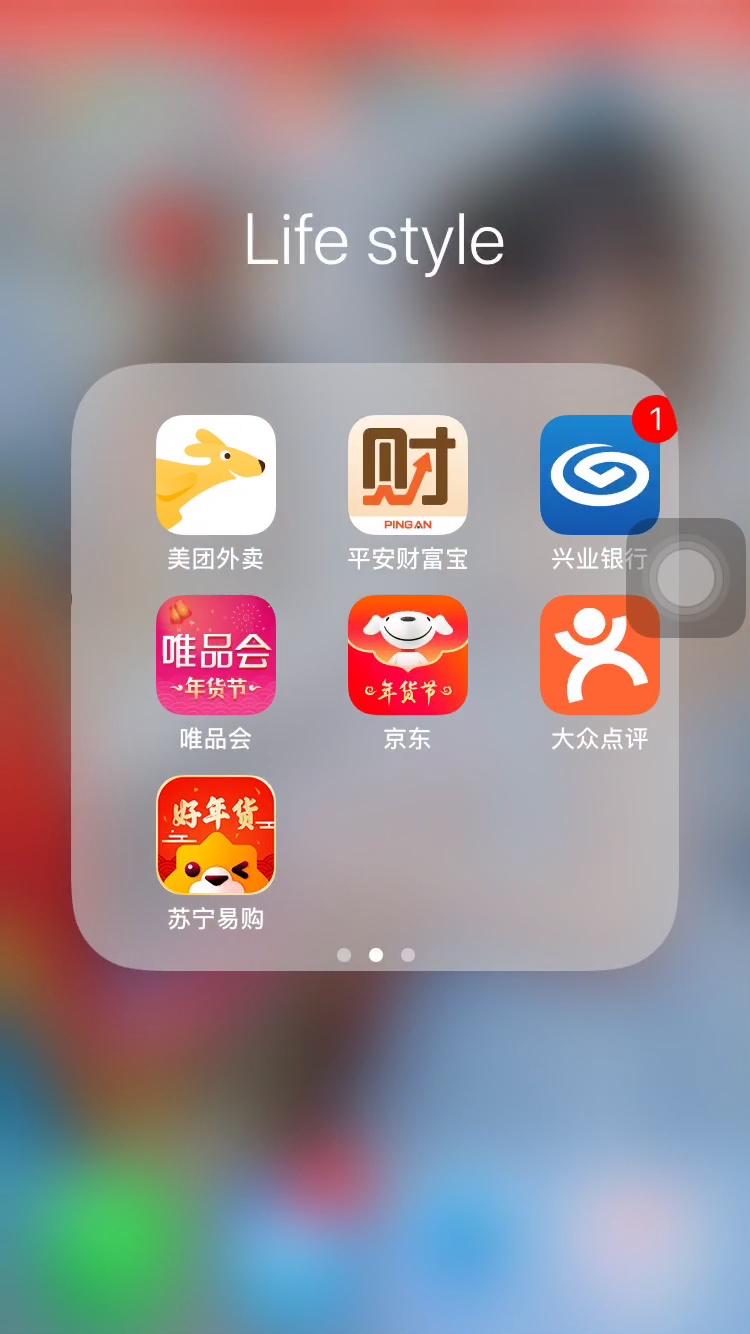 Life style
财
PINGAN
1
美团外卖
平安财富宝
兴业银行
唯品会
年货节
年货节
唯品会
京东
大众点评
好年货
苏宁易购